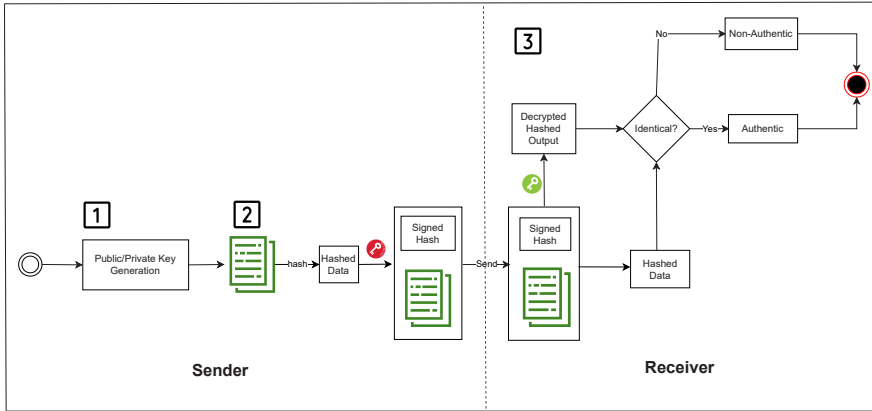 1
Public/Private Key
Generation
2
hash
Hashed
Data
Signed
Hash
Send
Sender
3
Signed
Hash
Decrypted
Hashed
Output
Hashed
Data
Identical?
No
Non-Authentic
Yes
Authentic
Receiver